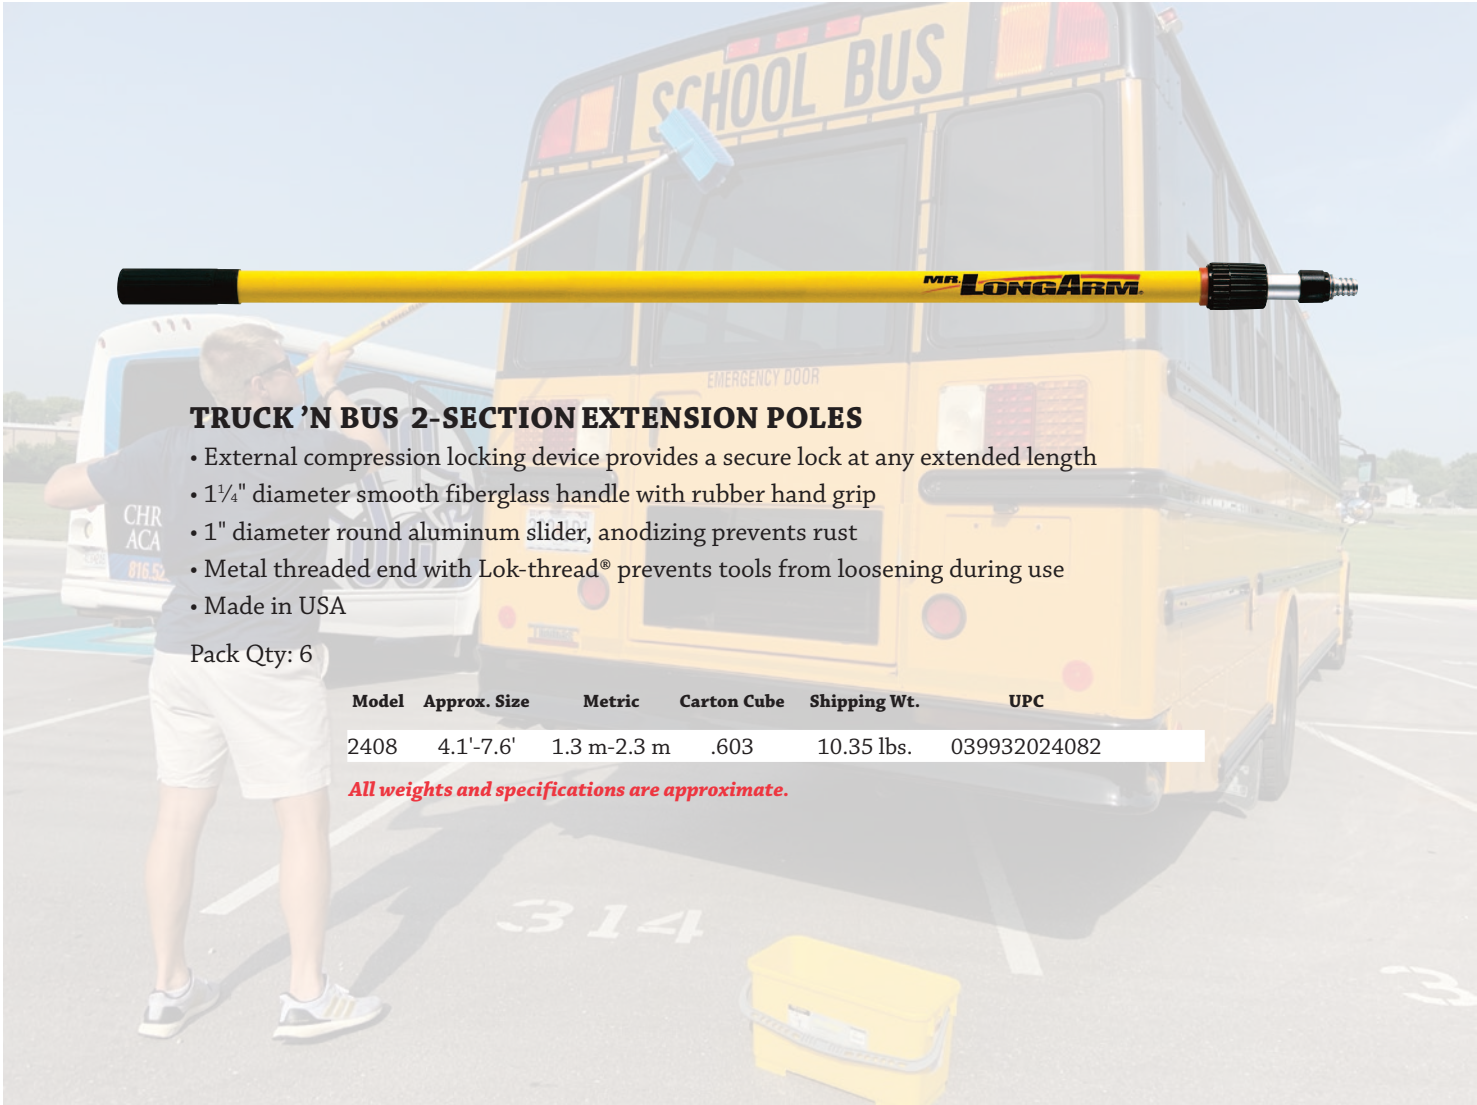 SCHOOL BUS
MR. LONGARM®
EMERGENCY DOOR
TRUCK ’N BUS 2-SECTION EXTENSION POLES
• External compression locking device provides a secure lock at any extended length
• 1¼" diameter smooth fiberglass handle with rubber hand grip
• 1" diameter round aluminum slider, anodizing prevents rust
• Metal threaded end with Lok-thread® prevents tools from loosening during use
• Made in USA
Pack Qty: 6
CHR
ACA
816.52
Model Approx. Size Metric Carton Cube Shipping Wt. UPC
2408 4.1'-7.6' 1.3 m-2.3 m .603 10.35 lbs. 039932024082
All weights and specifications are approximate.
314
3